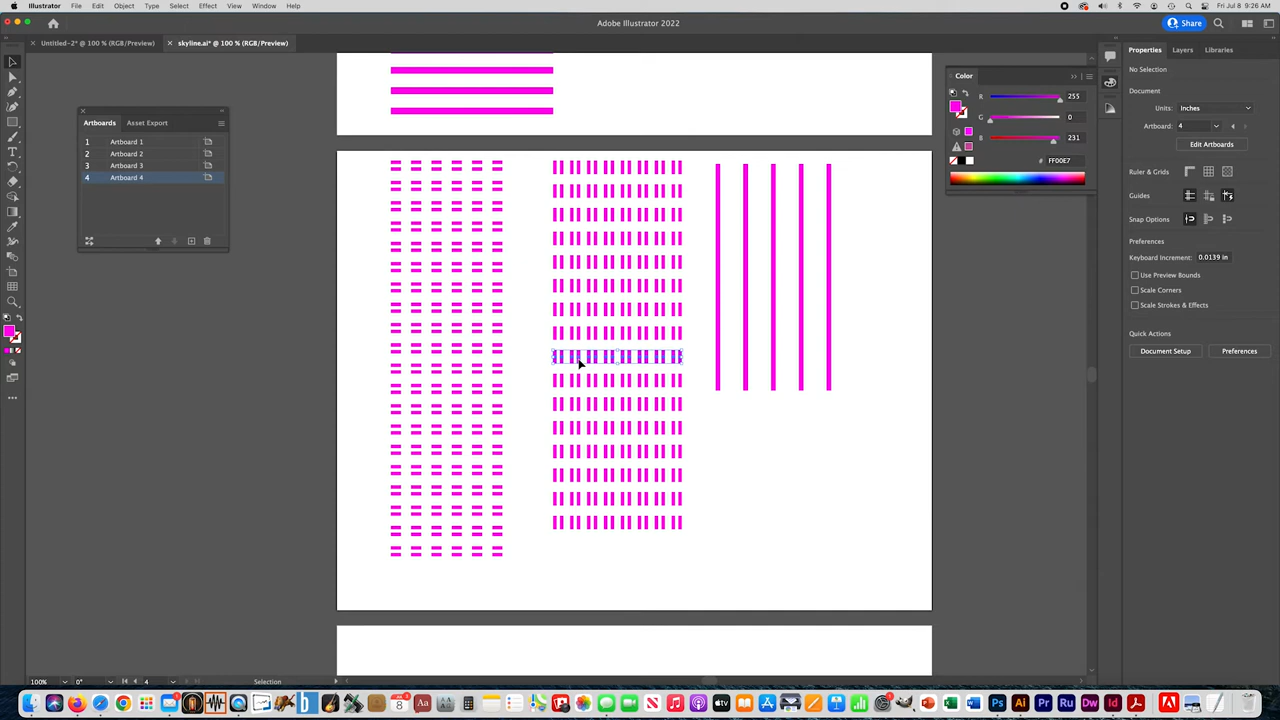 Illustrator File Edit Object Type Select Effect View Window Help
Fri Jul 8 9:26 AM
Adobe Illustrator 2022
Share
Untitled-2* @ 100 % (RGB/Preview)
skyline.ai* @ 100 % (RGB/Preview)
Properties Layers Libraries
No Selection
Document
Units: Inches
Artboard: 4
Edit Artboards
Ruler & Grids
Guides
Snap Options
Preferences
Keyboard Increment: 0.0139 in
Use Preview Bounds
Scale Corners
Scale Strokes & Effects
Quick Actions
Document Setup Preferences
Color
R 255
G 0
B 231
# FF00E7
Artboards Asset Export
1 Artboard 1
2 Artboard 2
3 Artboard 3
4 Artboard 4
100% 0° 4 Selection